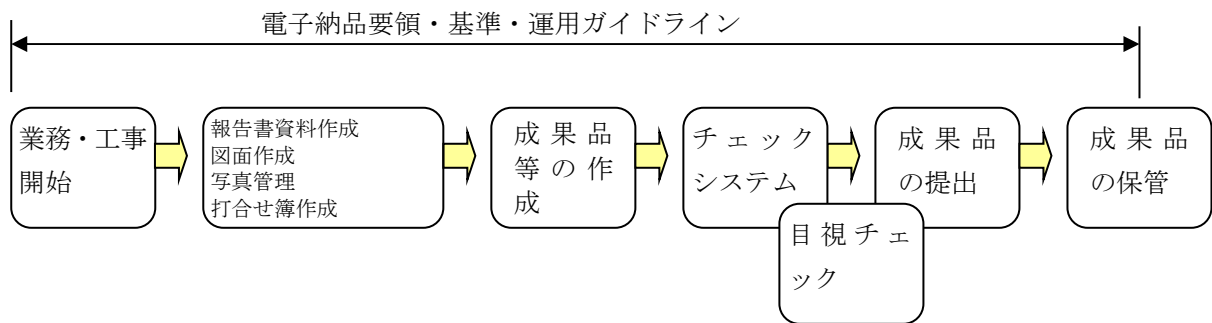 電子納品要領・基準・運用ガイドライン
業務・工事
開始
報告書資料作成
図面作成
写真管理
打合せ簿作成
成果品
等の作
成
チェック
システム
目視チェ
ック
成果品
の提出
成果品
の保管